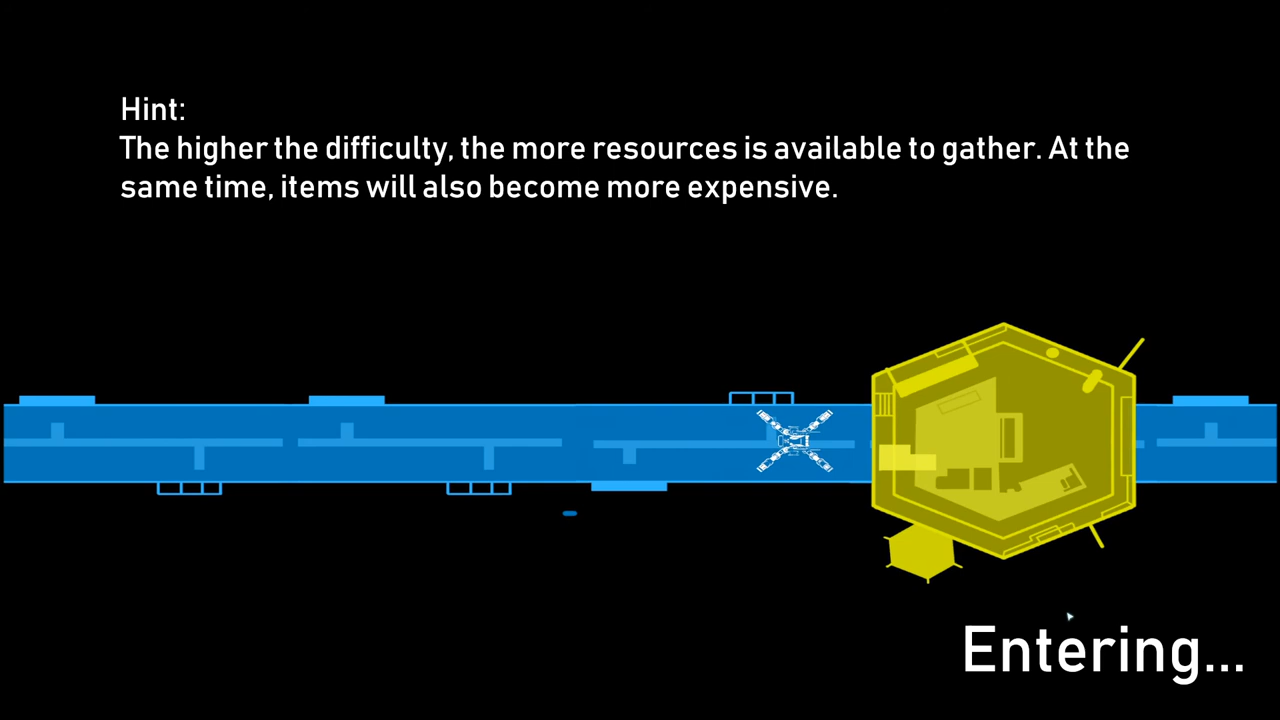 Hint:
The higher the difficulty, the more resources is available to gather. At the
same time, items will also become more expensive.
Entering...